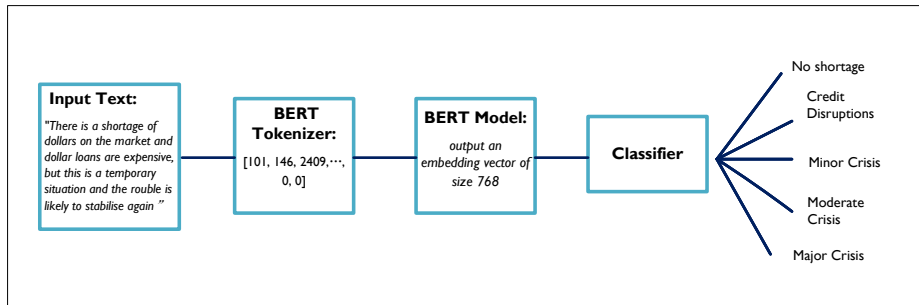 Input Text:
"There is a shortage of
dollars on the market and
dollar loans are expensive,
but this is a temporary
situation and the rouble is
likely to stabilise again ”
BERT
Tokenizer:
[101, 146, 2409,⋯,
0, 0]
BERT Model:
output an
embedding vector of
size 768
Classifier
No shortage
Credit
Disruptions
Minor Crisis
Moderate
Crisis
Major Crisis